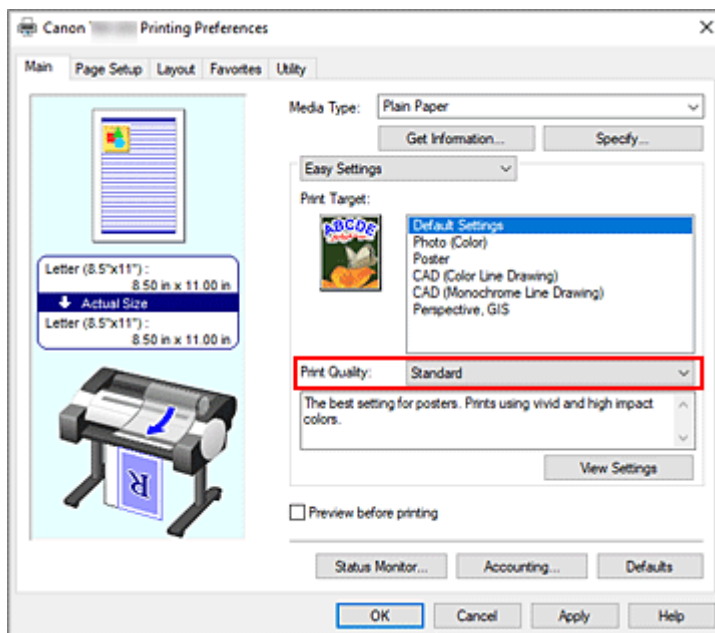 Canon Printing Preferences
Main Page Setup Layout Favorites Utility
Media Type: Plain Paper
Get Information... Specify...
Easy Settings
Print Target:
ABCDE
Default Settings
Photo (Color)
Poster
CAD (Color Line Drawing)
CAD (Monochrome Line Drawing)
Perspective, GIS
Letter (8.5"x11") :
8.50 in x 11.00 in
Actual Size
Letter (8.5"x11") :
8.50 in x 11.00 in
R
Print Quality: Standard
The best setting for posters. Prints using vivid and high impact
colors.
View Settings
Preview before printing
Status Monitor... Accounting... Defaults
OK Cancel Apply Help